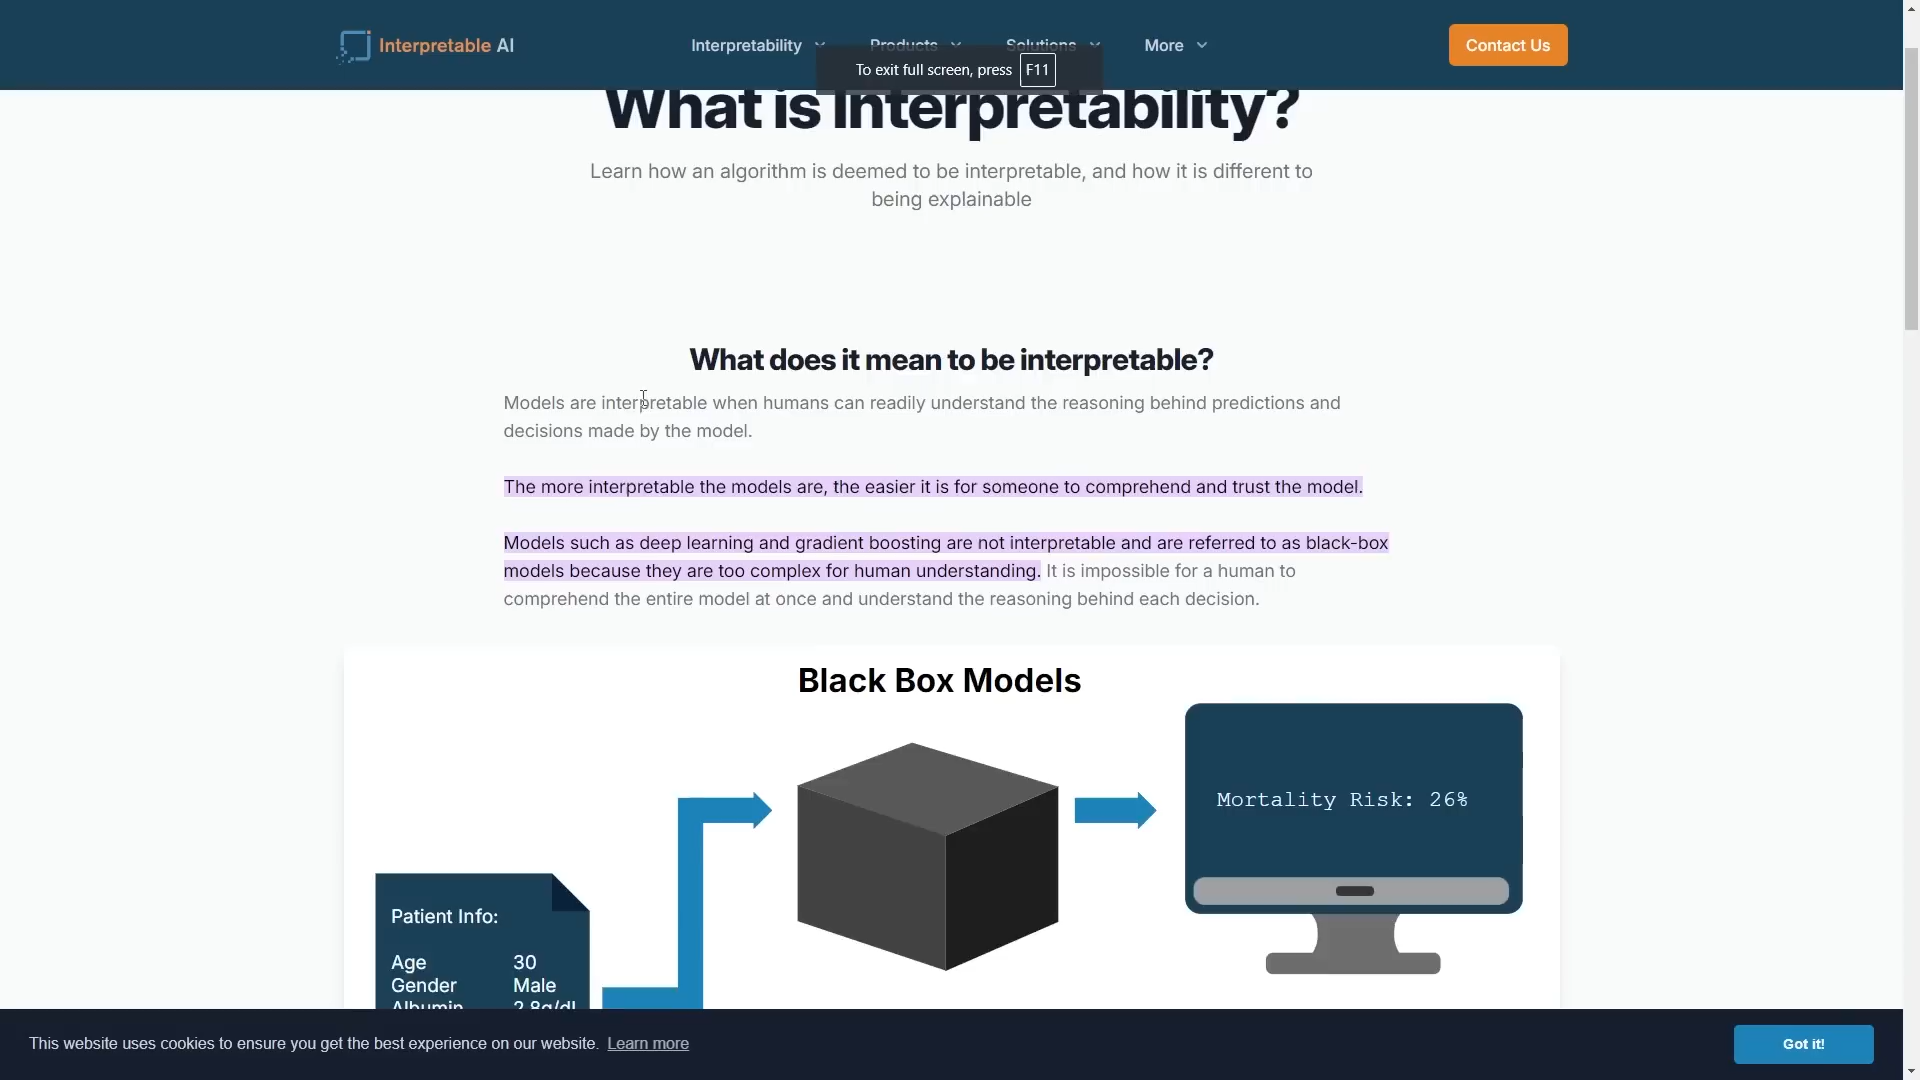 Interpretable AI
Interpretability
Products
Solutions
More
Contact Us
To exit full screen, press F11
What is Interpretability?
Learn how an algorithm is deemed to be interpretable, and how it is different to
being explainable
What does it mean to be interpretable?
Models are interpretable when humans can readily understand the reasoning behind predictions and
decisions made by the model.
The more interpretable the models are, the easier it is for someone to comprehend and trust the model.
Models such as deep learning and gradient boosting are not interpretable and are referred to as black-box
models because they are too complex for human understanding. It is impossible for a human to
comprehend the entire model at once and understand the reasoning behind each decision.
Black Box Models
Mortality Risk: 26%
Patient Info:
Age 30
Gender Male
Albumin 2.8g/dl
This website uses cookies to ensure you get the best experience on our website. Learn more
Got it!